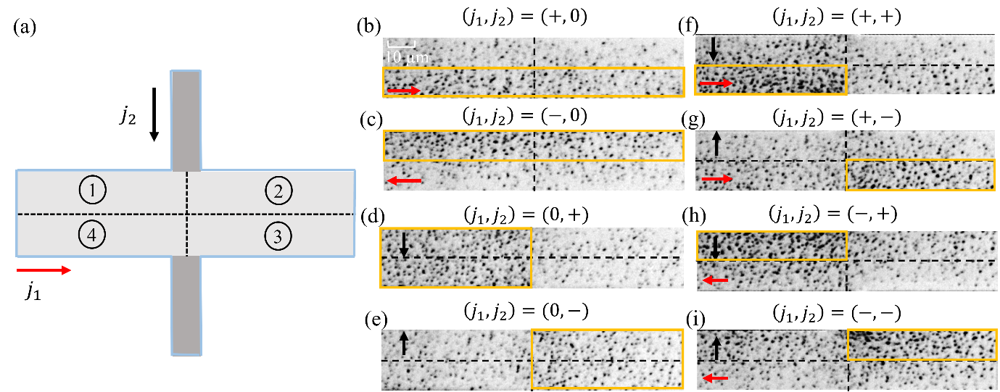 (a)
j₂
① ②
④ ③
j₁
(b) (j₁, j₂) = (+, 0)
10 μm
(c) (j₁, j₂) = (−, 0)
(d) (j₁, j₂) = (0, +)
(e) (j₁, j₂) = (0, −)
(f) (j₁, j₂) = (+, +)
(g) (j₁, j₂) = (+, −)
(h) (j₁, j₂) = (−, +)
(i) (j₁, j₂) = (−, −)